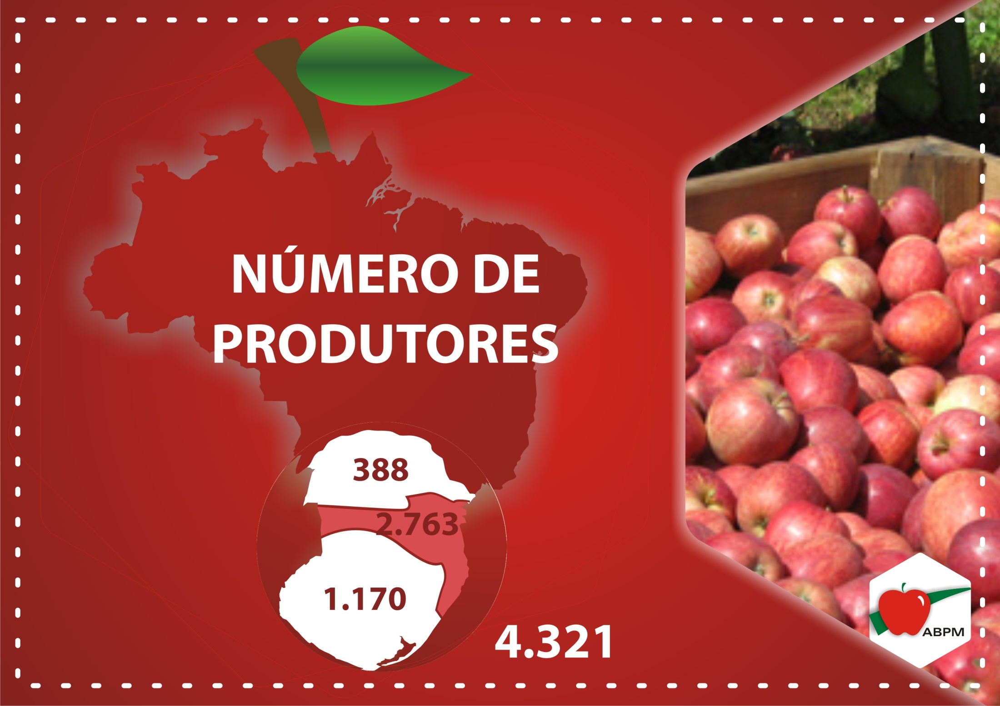 NÚMERO DE
PRODUTORES
388
2.763
1.170
4.321
ABPM